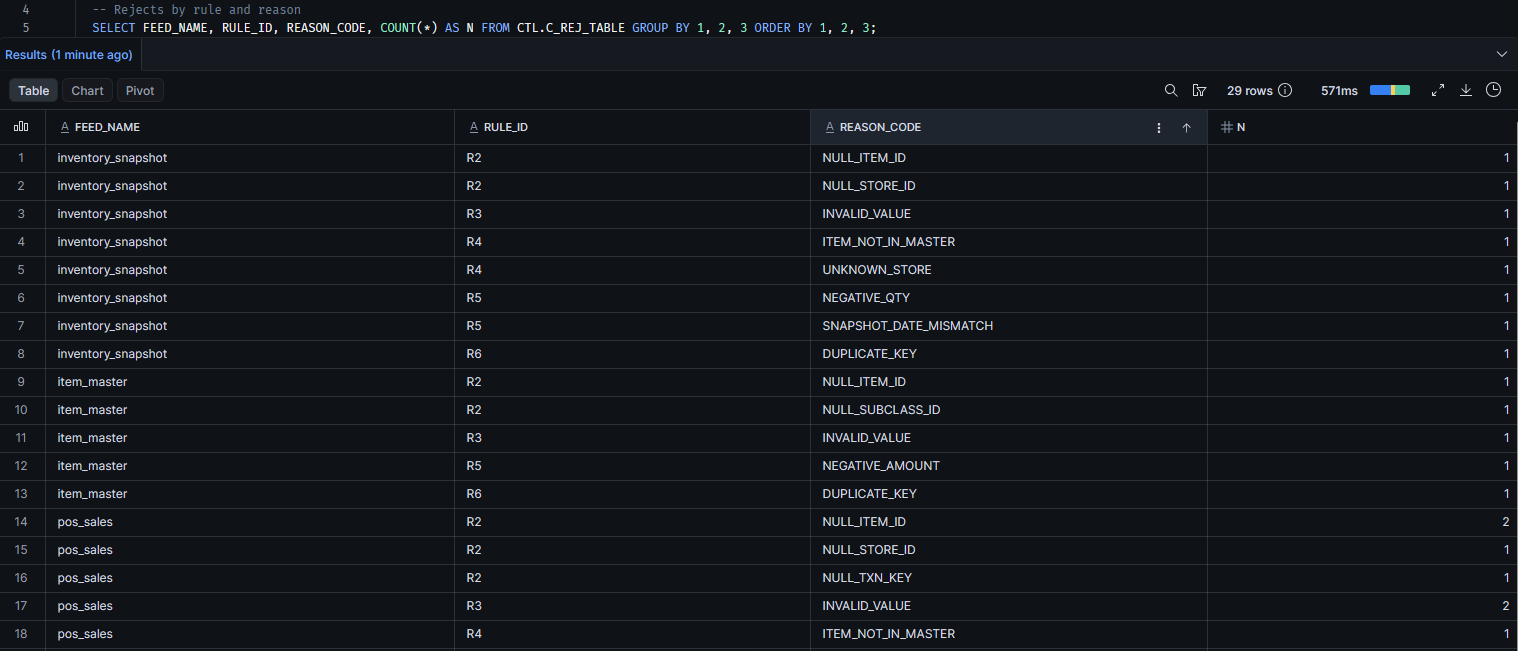 4 -- Rejects by rule and reason
5 SELECT FEED_NAME, RULE_ID, REASON_CODE, COUNT(*) AS N FROM CTL.C_REJ_TABLE GROUP BY 1, 2, 3 ORDER BY 1, 2, 3;
Results (1 minute ago)
Table Chart Pivot 29 rows 571ms
A FEED_NAME A RULE_ID A REASON_CODE # N
1 inventory_snapshot R2 NULL_ITEM_ID 1
2 inventory_snapshot R2 NULL_STORE_ID 1
3 inventory_snapshot R3 INVALID_VALUE 1
4 inventory_snapshot R4 ITEM_NOT_IN_MASTER 1
5 inventory_snapshot R4 UNKNOWN_STORE 1
6 inventory_snapshot R5 NEGATIVE_QTY 1
7 inventory_snapshot R5 SNAPSHOT_DATE_MISMATCH 1
8 inventory_snapshot R6 DUPLICATE_KEY 1
9 item_master R2 NULL_ITEM_ID 1
10 item_master R2 NULL_SUBCLASS_ID 1
11 item_master R3 INVALID_VALUE 1
12 item_master R5 NEGATIVE_AMOUNT 1
13 item_master R6 DUPLICATE_KEY 1
14 pos_sales R2 NULL_ITEM_ID 2
15 pos_sales R2 NULL_STORE_ID 1
16 pos_sales R2 NULL_TXN_KEY 1
17 pos_sales R3 INVALID_VALUE 2
18 pos_sales R4 ITEM_NOT_IN_MASTER 1